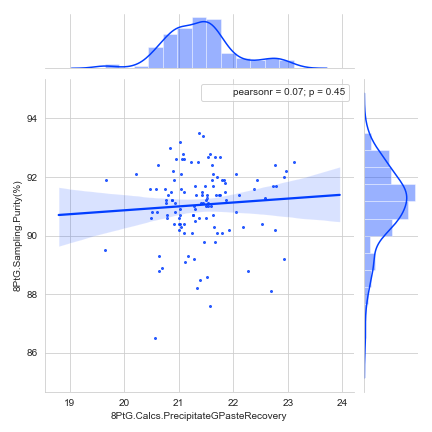 pearsonr = 0.07; p = 0.45
94
92
90
88
86
8PtG.Sampling.Purity(%)
19 20 21 22 23 24
8PtG.Calcs.PrecipitateGPasteRecovery